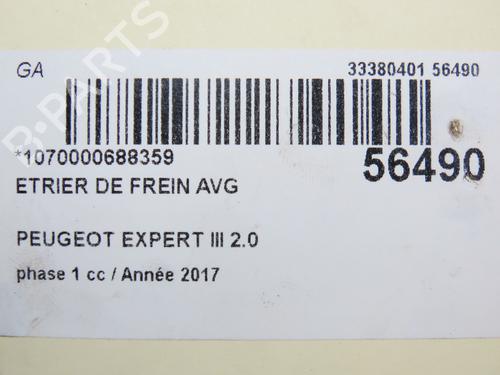 GA
33380401 56490
*1070000688359
56490
ETRIER DE FREIN AVG
PEUGEOT EXPERT III 2.0
phase 1 cc / Année 2017
B-PARTS